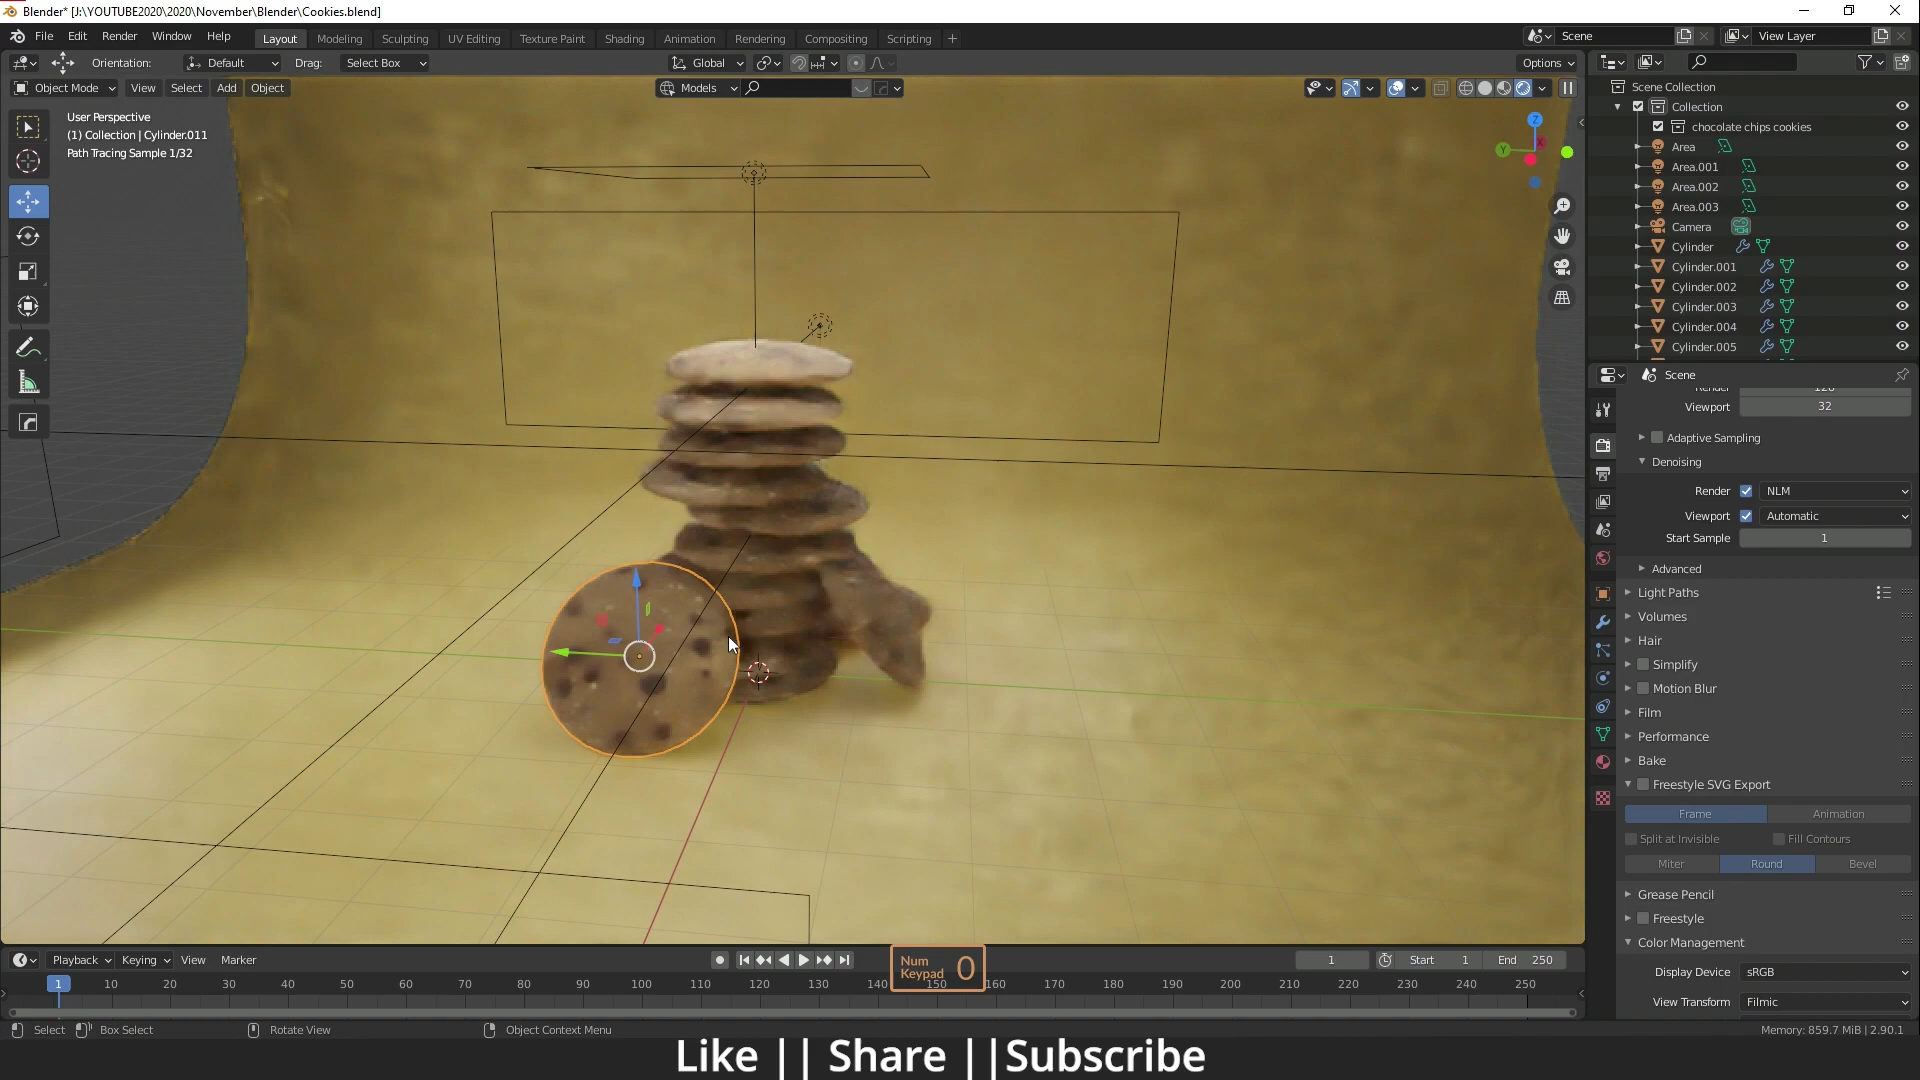 Blender* [J:\YOUTUBE2020\2020\November\Blender\Cookies.blend]
File Edit Render Window Help Layout Modeling Sculpting UV Editing Texture Paint Shading Animation Rendering Compositing Scripting + Scene View Layer
Orientation: Default Drag: Select Box Global Options
Object Mode View Select Add Object Models
User Perspective
(1) Collection | Cylinder.011
Path Tracing Sample 1/32
Z
Y
X
Scene Collection
Collection
chocolate chips cookies
Area
Area.001
Area.002
Area.003
Camera
Cylinder
Cylinder.001
Cylinder.002
Cylinder.003
Cylinder.004
Cylinder.005
Scene
Render 128
Viewport 32
Adaptive Sampling
Denoising
Render NLM
Viewport Automatic
Start Sample 1
Advanced
Light Paths
Volumes
Hair
Simplify
Motion Blur
Film
Performance
Bake
Freestyle SVG Export
Frame Animation
Split at Invisible Fill Contours
Miter Round Bevel
Grease Pencil
Freestyle
Color Management
Display Device sRGB
View Transform Filmic
Playback Keying View Marker 1 Start 1 End 250
Num
Keypad 0
1 10 20 30 40 50 60 70 80 90 100 110 120 130 140 150 160 170 180 190 200 210 220 230 240 250
Select Box Select Rotate View Object Context Menu Memory: 859.7 MiB | 2.90.1
Like || Share ||Subscribe